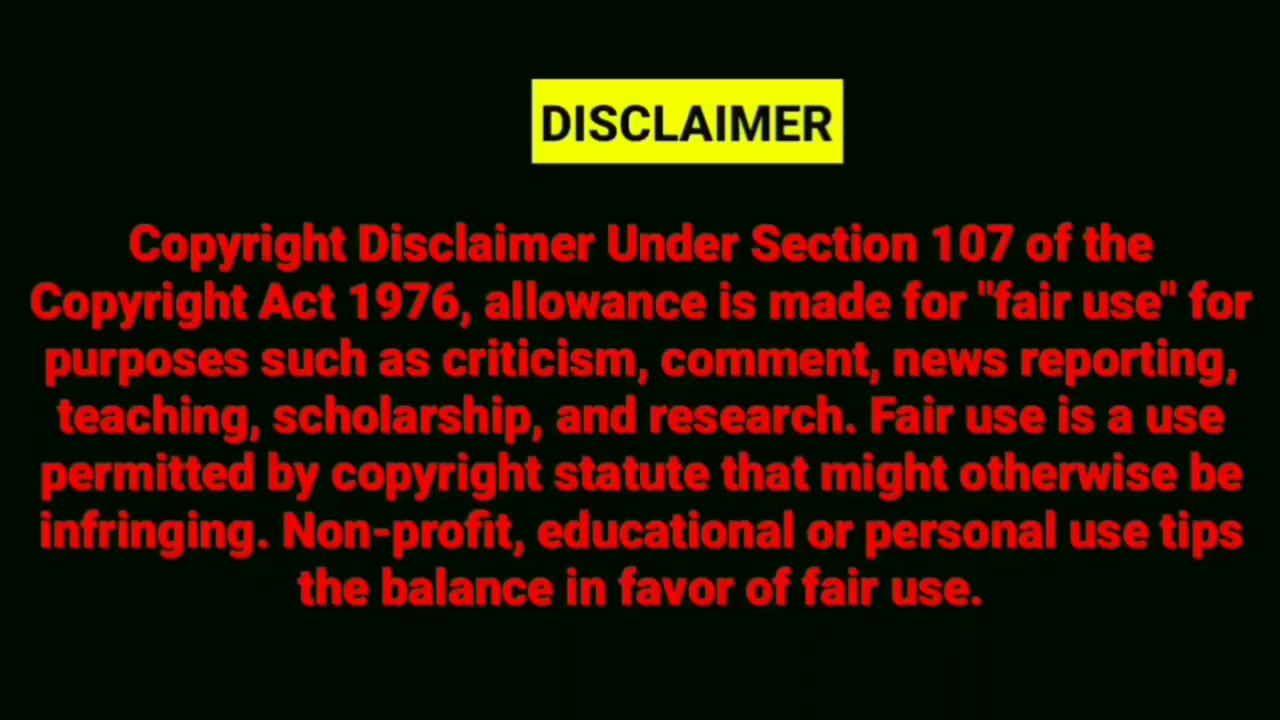 DISCLAIMER
Copyright Disclaimer Under Section 107 of the
Copyright Act 1976, allowance is made for "fair use" for
purposes such as criticism, comment, news reporting,
teaching, scholarship, and research. Fair use is a use
permitted by copyright statute that might otherwise be
infringing. Non-profit, educational or personal use tips
the balance in favor of fair use.